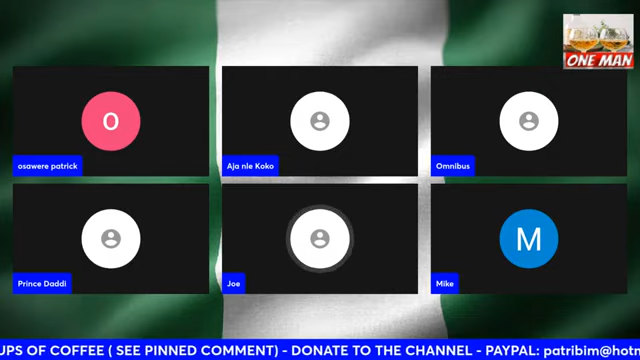 ONE MAN
O
osawere patrick
Aja nle Koko
Omnibus
Prince Daddi
Joe
M
Mike
UPS OF COFFEE ( SEE PINNED COMMENT) - DONATE TO THE CHANNEL - PAYPAL: patribim@hotm